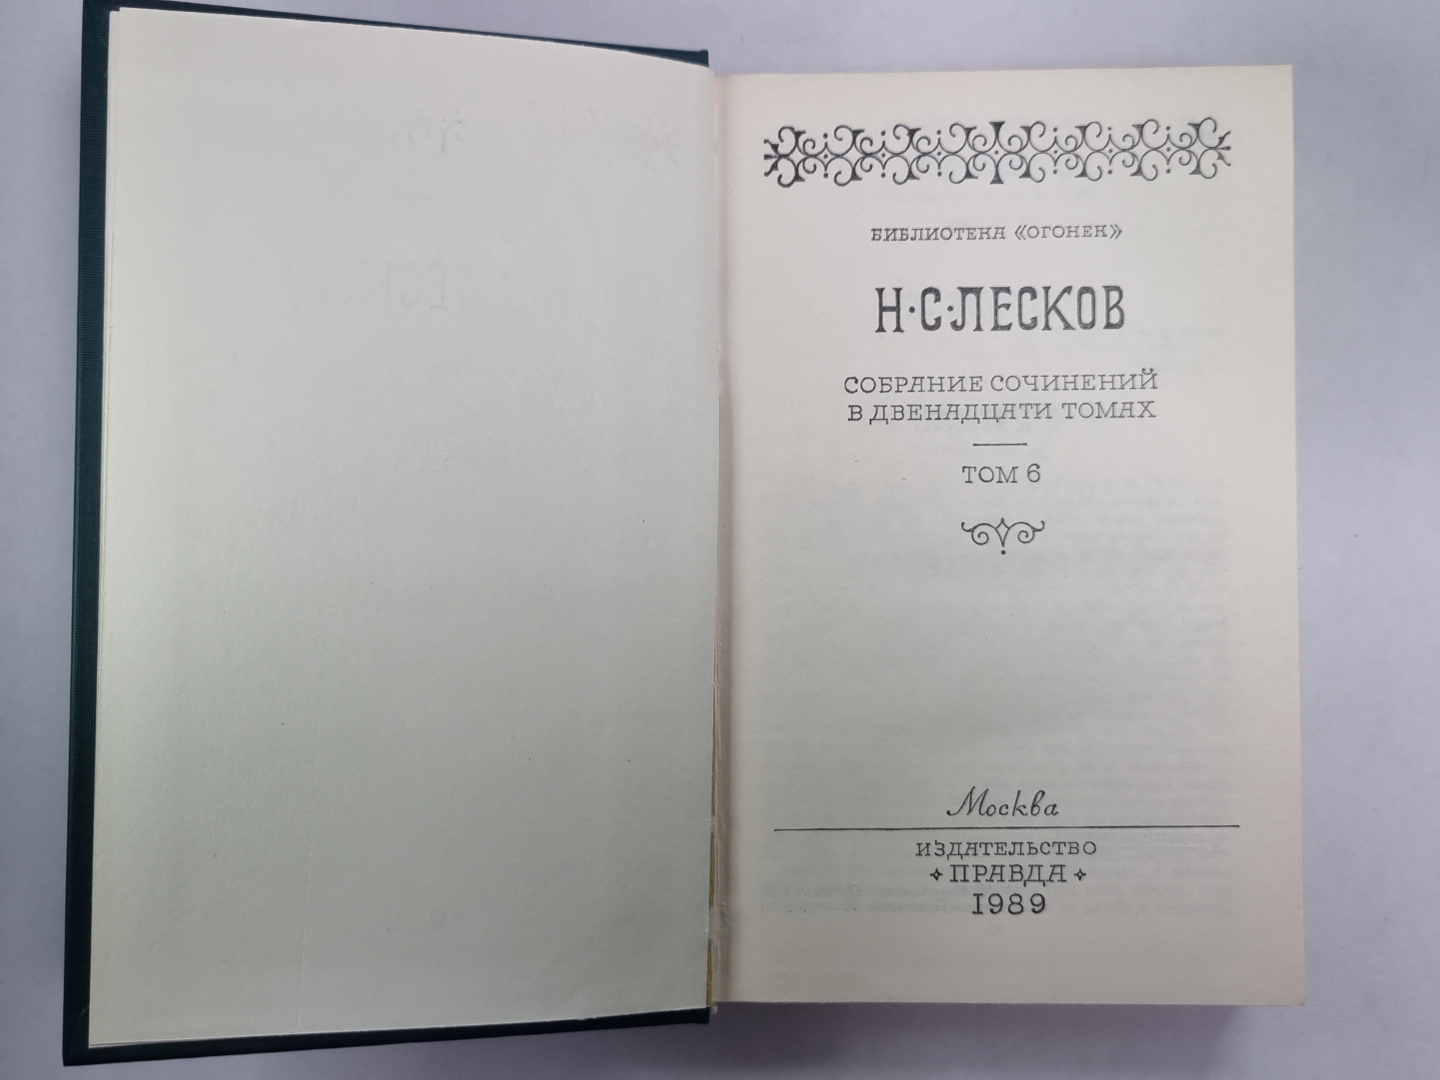 БИБЛИОТЕКА «ОГОНЕК»
Н·С·ЛЕСКОВ
СОБРАНИЕ СОЧИНЕНИЙ
В ДВЕНАДЦАТИ ТОМАХ
ТОМ 6
Москва
ИЗДАТЕЛЬСТВО
ПРАВДА
1989